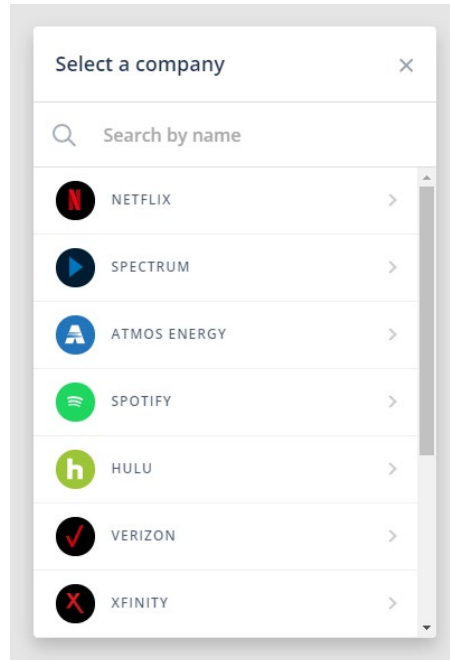 Select a company
Search by name
NETFLIX
SPECTRUM
ATMOS ENERGY
SPOTIFY
h HULU
VERIZON
XFINITY